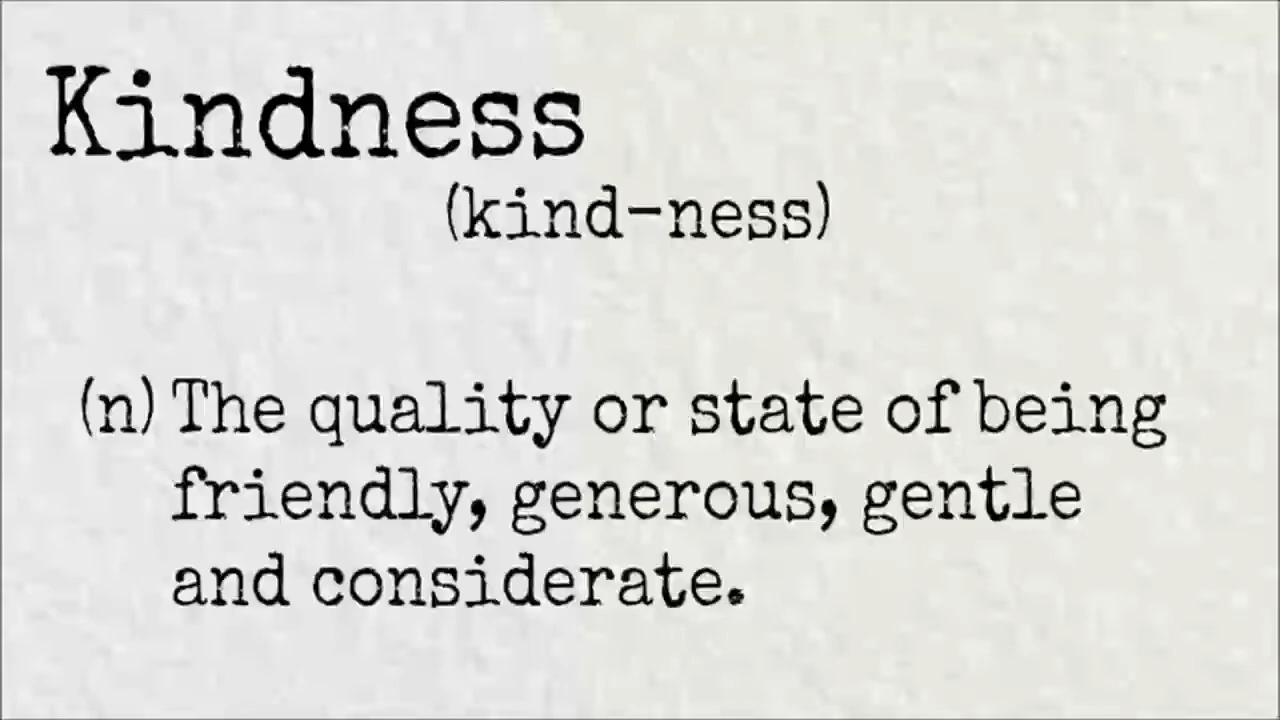 Kindness
(kind-ness)
(n) The quality or state of being
friendly, generous, gentle
and considerate.